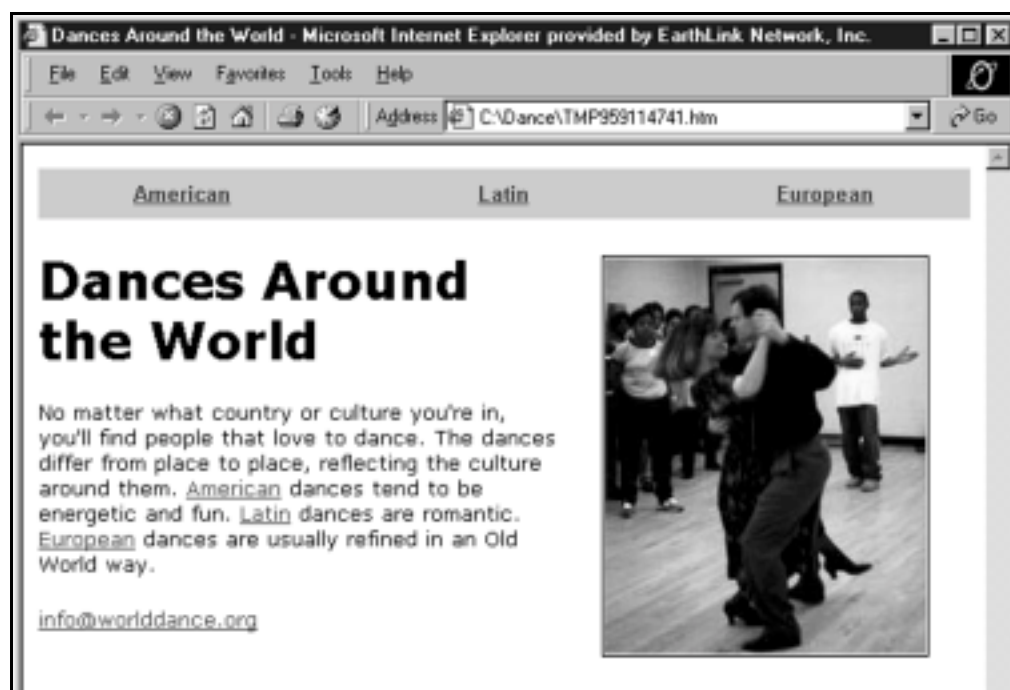 Dances Around the World - Microsoft Internet Explorer provided by EarthLink Network, Inc.
File Edit View Favorites Tools Help
Address C:\Dance\TMP959114741.htm Go
American Latin European
Dances Around
the World
No matter what country or culture you're in,
you'll find people that love to dance. The dances
differ from place to place, reflecting the culture
around them. American dances tend to be
energetic and fun. Latin dances are romantic.
European dances are usually refined in an Old
World way.
info@worlddance.org